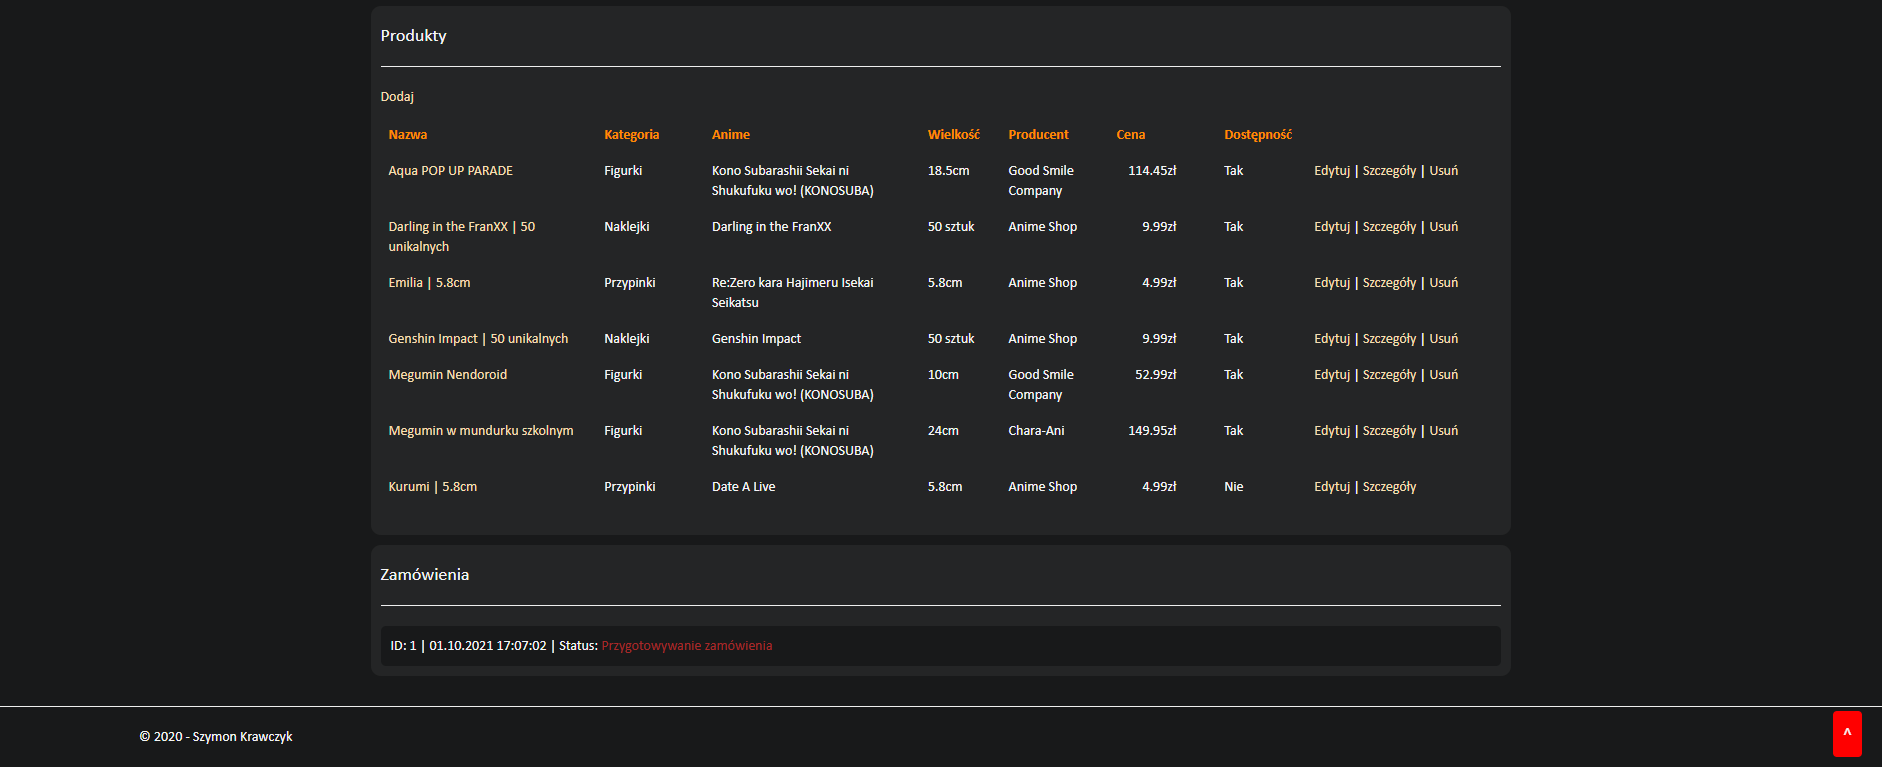 Produkty
Dodaj
Nazwa Kategoria Anime Wielkość Producent Cena Dostępność
Aqua POP UP PARADE Figurki Kono Subarashii Sekai ni 18.5cm Good Smile 114.45zł Tak Edytuj | Szczegóły | Usuń
Shukufuku wo! (KONOSUBA) Company
Darling in the FranXX | 50 Naklejki Darling in the FranXX 50 sztuk Anime Shop 9.99zł Tak Edytuj | Szczegóły | Usuń
unikalnych
Emilia | 5.8cm Przypinki Re:Zero kara Hajimeru Isekai 5.8cm Anime Shop 4.99zł Tak Edytuj | Szczegóły | Usuń
Seikatsu
Genshin Impact | 50 unikalnych Naklejki Genshin Impact 50 sztuk Anime Shop 9.99zł Tak Edytuj | Szczegóły | Usuń
Megumin Nendoroid Figurki Kono Subarashii Sekai ni 10cm Good Smile 52.99zł Tak Edytuj | Szczegóły | Usuń
Shukufuku wo! (KONOSUBA) Company
Megumin w mundurku szkolnym Figurki Kono Subarashii Sekai ni 24cm Chara-Ani 149.95zł Tak Edytuj | Szczegóły | Usuń
Shukufuku wo! (KONOSUBA)
Kurumi | 5.8cm Przypinki Date A Live 5.8cm Anime Shop 4.99zł Nie Edytuj | Szczegóły
Zamówienia
ID: 1 | 01.10.2021 17:07:02 | Status: Przygotowywanie zamówienia
© 2020 - Szymon Krawczyk
^